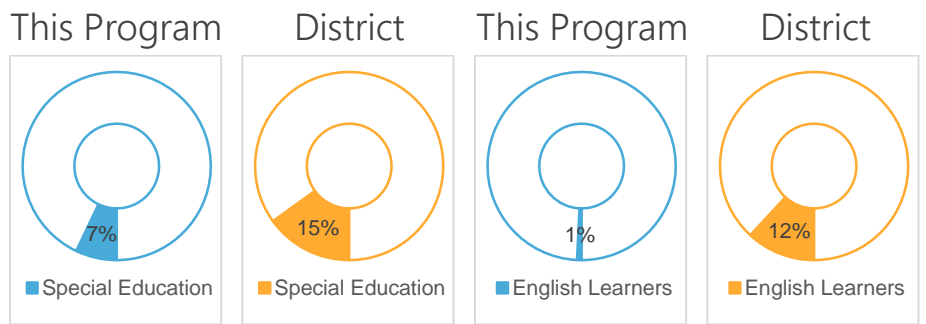 This Program
District
This Program
District
7%
15%
1%
12%
Special Education
Special Education
English Learners
English Learners